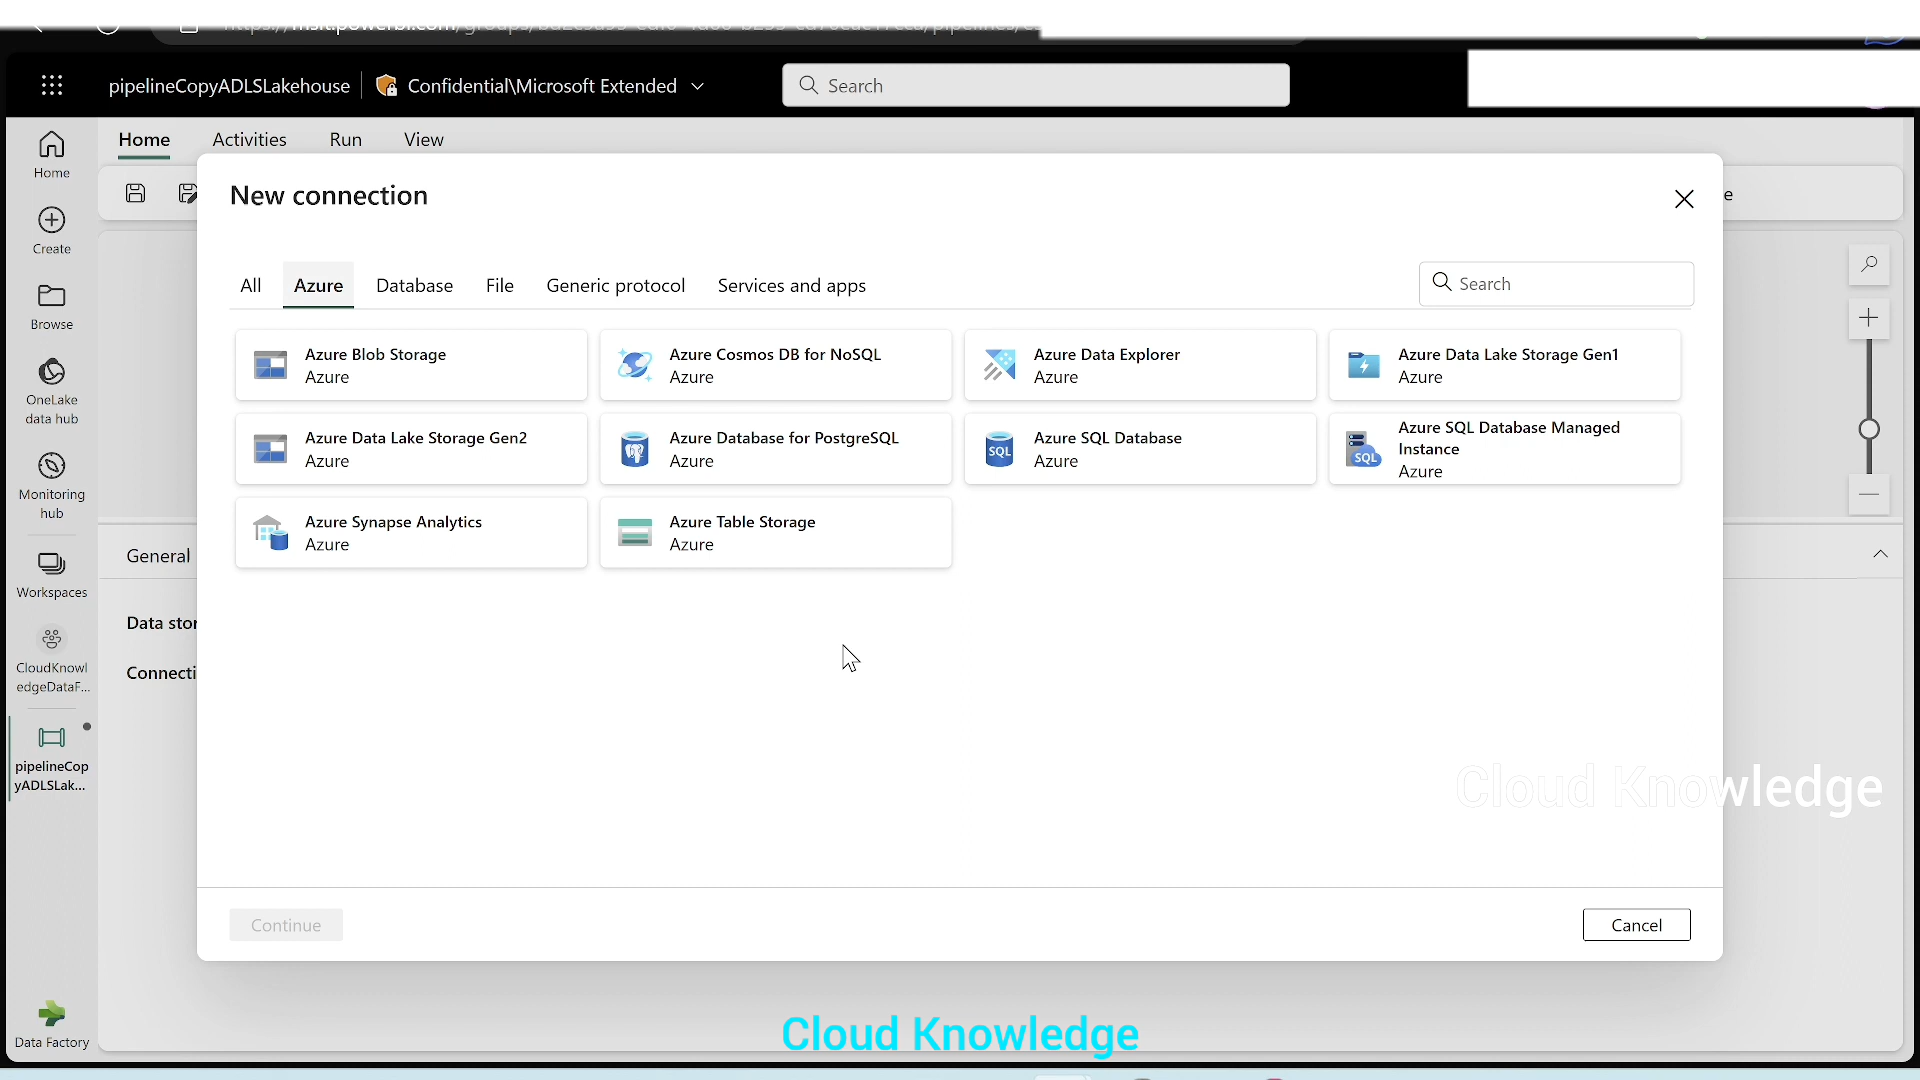 pipelineCopyADLSLakehouse
Confidential\Microsoft Extended
Search
Home
Activities
Run
View
Home
Create
Browse
OneLake
data hub
Monitoring
hub
Workspaces
CloudKnowl
edgeDataF...
pipelineCop
yADLSLak...
Data Factory
e
General
Data stor
Connecti
New connection
All
Azure
Database
File
Generic protocol
Services and apps
Search
Azure Blob Storage
Azure
Azure Cosmos DB for NoSQL
Azure
Azure Data Explorer
Azure
Azure Data Lake Storage Gen1
Azure
Azure Data Lake Storage Gen2
Azure
Azure Database for PostgreSQL
Azure
SQL
Azure SQL Database
Azure
SQL
Azure SQL Database Managed
Instance
Azure
Azure Synapse Analytics
Azure
Azure Table Storage
Azure
Continue
Cancel
Cloud Knowledge
Cloud Knowledge